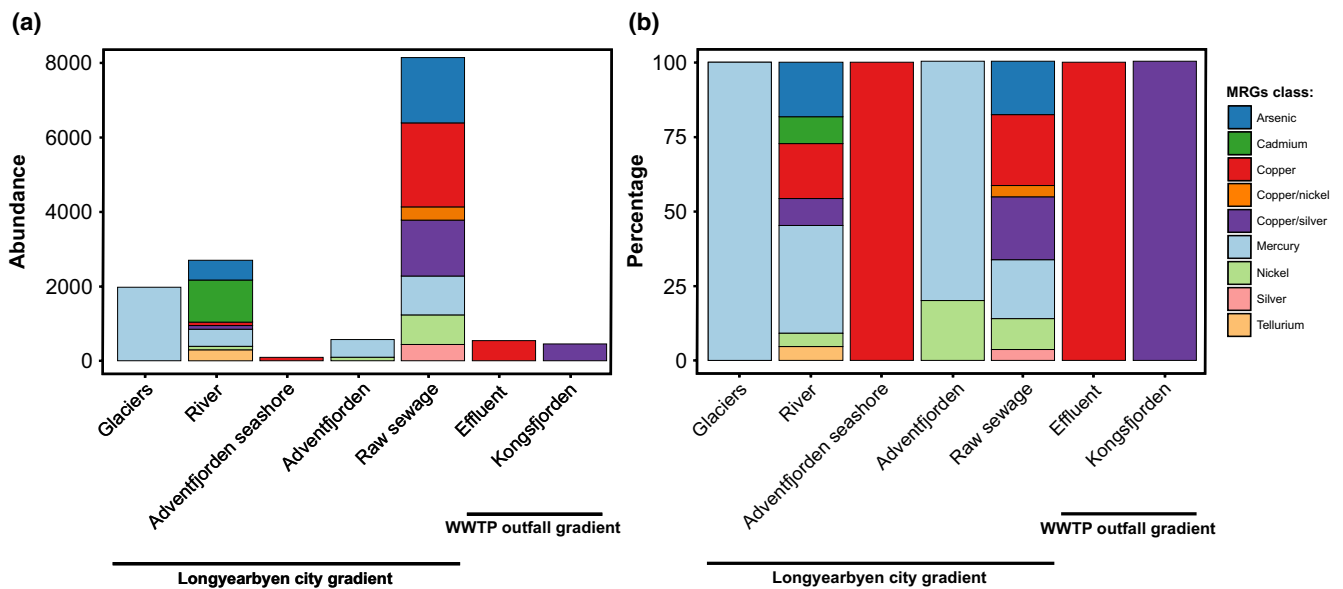 (a)
Abundance
8000
6000
4000
2000
0
Glaciers
River
Adventfjorden seashore
Adventfjorden
Raw sewage
Effluent
Kongsfjorden
WWTP outfall gradient
Longyearbyen city gradient
(b)
Percentage
100
75
50
25
0
Glaciers
River
Adventfjorden seashore
Adventfjorden
Raw sewage
Effluent
Kongsfjorden
WWTP outfall gradient
Longyearbyen city gradient
MRGs class:
Arsenic
Cadmium
Copper
Copper/nickel
Copper/silver
Mercury
Nickel
Silver
Tellurium